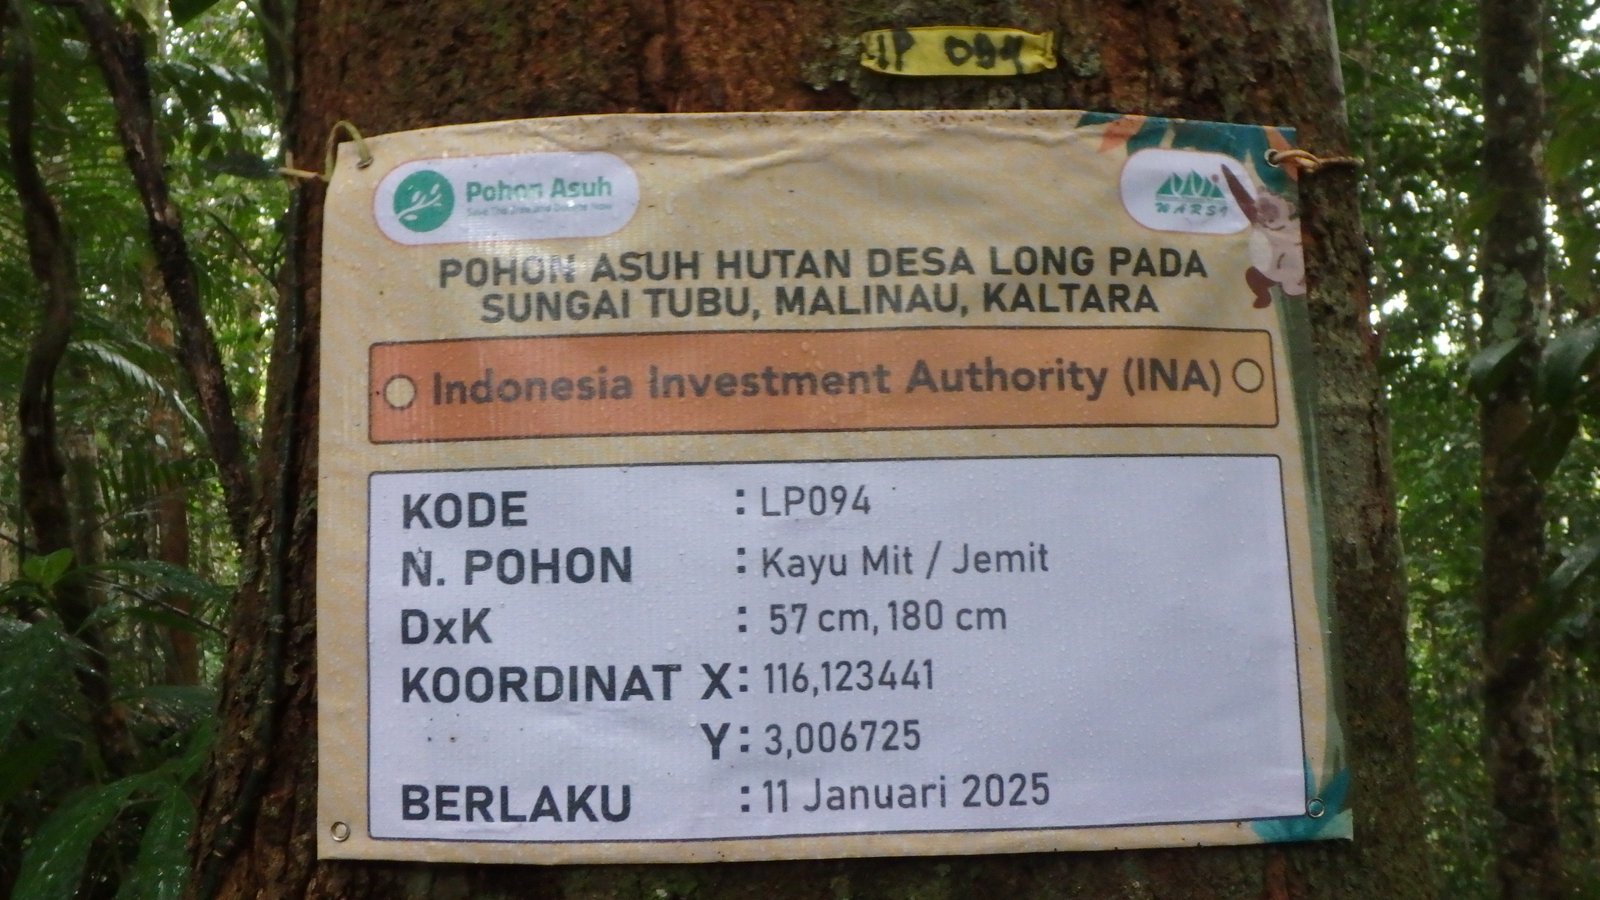 LP 094
Pohon Asuh
POHON ASUH HUTAN DESA LONG PADA
SUNGAI TUBU, MALINAU, KALTARA
WARSI
Indonesia Investment Authority (INA)
KODE : LP094
N. POHON : Kayu Mit / Jemit
DxK : 57 cm, 180 cm
KOORDINAT X: 116,123441
Y: 3,006725
BERLAKU : 11 Januari 2025